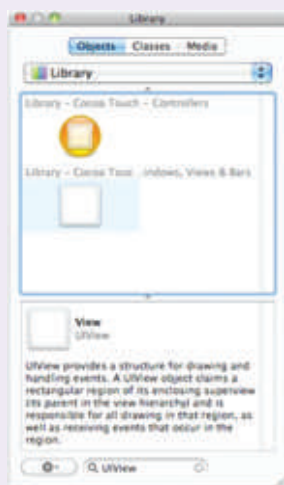 Library
Objects Classes Media
Library
Library - Cocoa Touch - Controllers
Library - Cocoa Touc...indows, Views & Bars
View
UIView
UIView provides a structure for drawing and
handling events. A UIView object claims a
rectangular region of its enclosing superview
(its parent in the view hierarchy) and is
responsible for all drawing in that region, as
well as receiving events that occur in the
region.
UIView